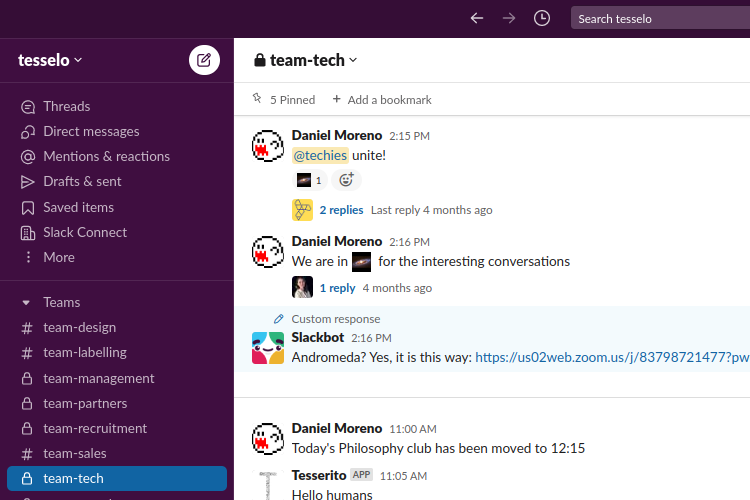 Search tesselo
tesselo
Threads
Direct messages
Mentions & reactions
Drafts & sent
Saved items
Slack Connect
More
Teams
team-design
team-labelling
team-management
team-partners
team-recruitment
team-sales
team-tech
team-tech
5 Pinned + Add a bookmark
Daniel Moreno 2:15 PM
@techies unite!
1
2 replies Last reply 4 months ago
Daniel Moreno 2:16 PM
We are in for the interesting conversations
1 reply 4 months ago
Custom response
Slackbot 2:16 PM
Andromeda? Yes, it is this way: https://us02web.zoom.us/j/83798721477?pw
Daniel Moreno 11:00 AM
Today's Philosophy club has been moved to 12:15
Tesserito APP 11:05 AM
Hello humans